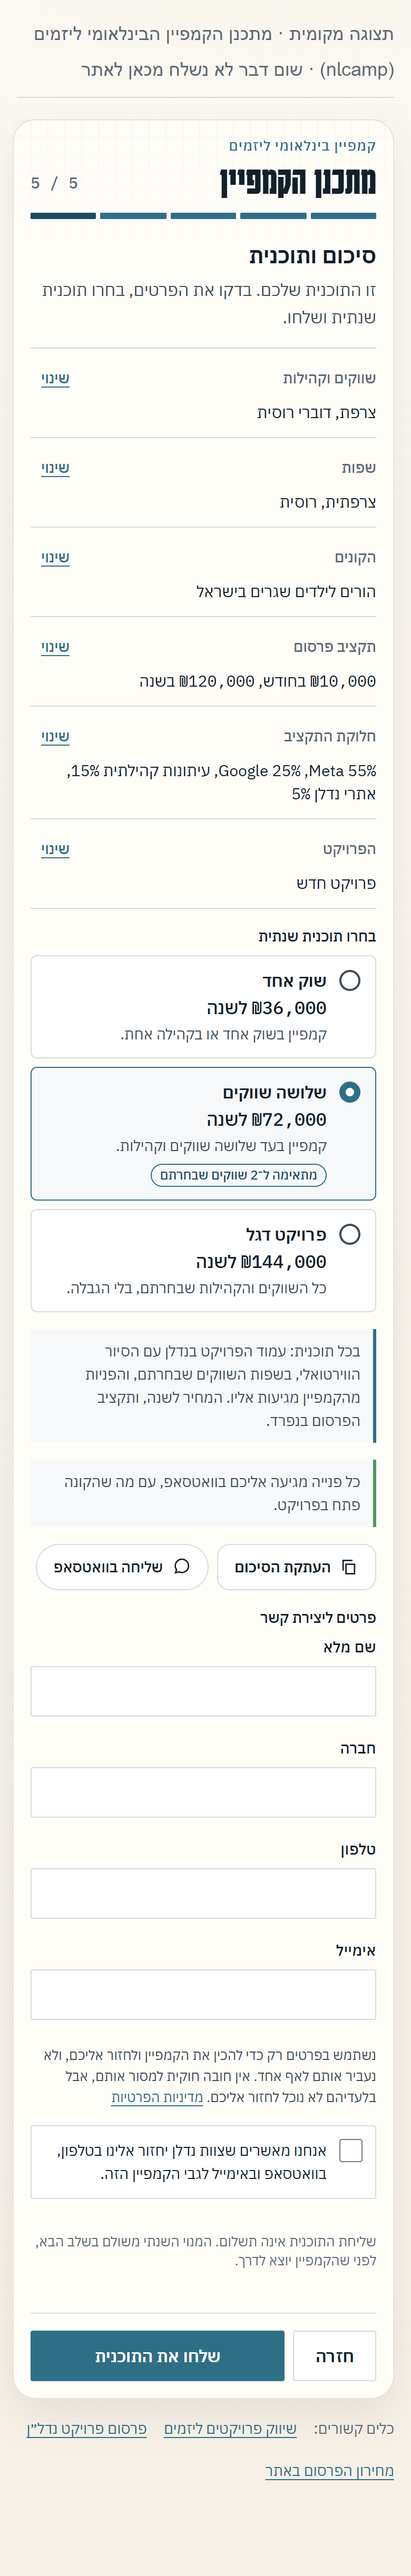 תצוגה מקומית · מתכנן הקמפיין הבינלאומי ליזמים
(nlcamp) · שום דבר לא נשלח מכאן לאתר
קמפיין בינלאומי ליזמים
מתכנן הקמפיין
5 / 5
סיכום ותוכנית
זו התוכנית שלכם. בדקו את הפרטים, בחרו תוכנית
שנתית ושלחו.
שווקים וקהילות
שינוי
צרפת, דוברי רוסית
שפות
שינוי
צרפתית, רוסית
הקונים
שינוי
הורים לילדים שגרים בישראל
תקציב פרסום
שינוי
₪10,000 בחודש, ₪120,000 בשנה
חלוקת התקציב
שינוי
Meta 55%, Google 25%, עיתונות קהילתית 15%,
אתרי נדלן 5%
הפרויקט
שינוי
פרויקט חדש
בחרו תוכנית שנתית
שוק אחד
₪36,000 לשנה
קמפיין בשוק אחד או בקהילה אחת.
שלושה שווקים
₪72,000 לשנה
קמפיין בעד שלושה שווקים וקהילות.
מתאימה ל־2 שווקים שבחרתם
פרויקט דגל
₪144,000 לשנה
כל השווקים והקהילות שבחרתם, בלי הגבלה.
בכל תוכנית: עמוד הפרויקט בנדלן עם הסיור
הווירטואלי, בשפות השווקים שבחרתם, והפניות
מהקמפיין מגיעות אליו. המחיר לשנה, ותקציב
הפרסום בנפרד.
כל פנייה מגיעה אליכם בוואטסאפ, עם מה שהקונה
פתח בפרויקט.
העתקת הסיכום
שליחה בוואטסאפ
פרטים ליצירת קשר
שם מלא
חברה
טלפון
אימייל
נשתמש בפרטים רק כדי להכין את הקמפיין ולחזור אליכם, ולא
נעביר אותם לאף אחד. אין חובה חוקית למסור אותם, אבל
בלעדיהם לא נוכל לחזור אליכם. מדיניות הפרטיות
אנחנו מאשרים שצוות נדלן יחזור אלינו בטלפון,
בוואטסאפ ובאימייל לגבי הקמפיין הזה.
שליחת התוכנית אינה תשלום. המנוי השנתי משולם בשלב הבא,
לפני שהקמפיין יוצא לדרך.
חזרה
שלחו את התוכנית
כלים קשורים: שיווק פרויקטים ליזמים פרסום פרויקט נדל״ן
מחירון הפרסום באתר